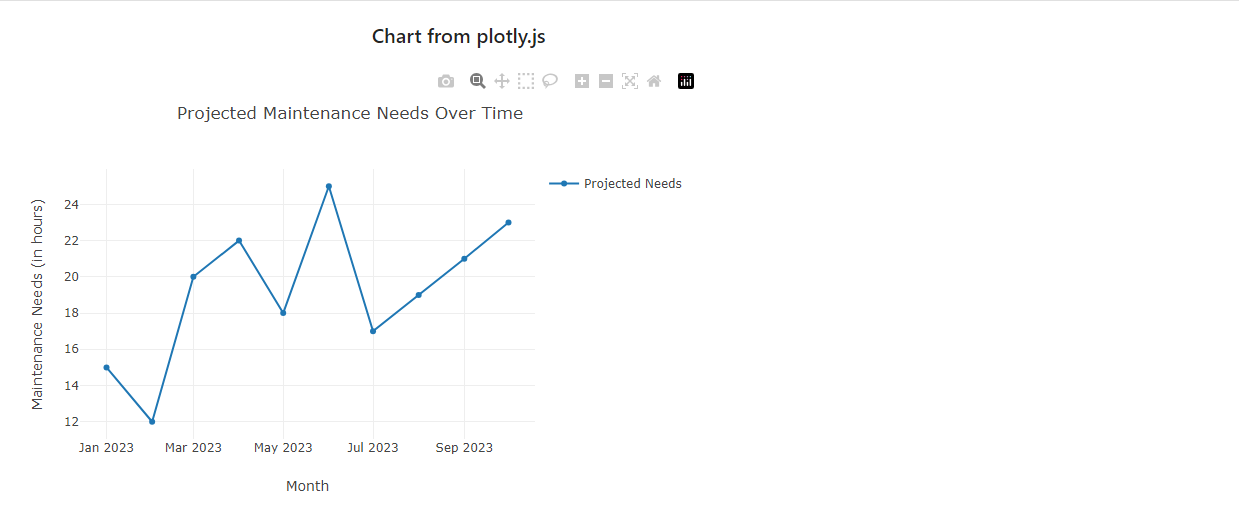 Chart from plotly.js
Projected Maintenance Needs Over Time
Projected Needs
Maintenance Needs (in hours)
24
22
20
18
16
14
12
Jan 2023 Mar 2023 May 2023 Jul 2023 Sep 2023
Month